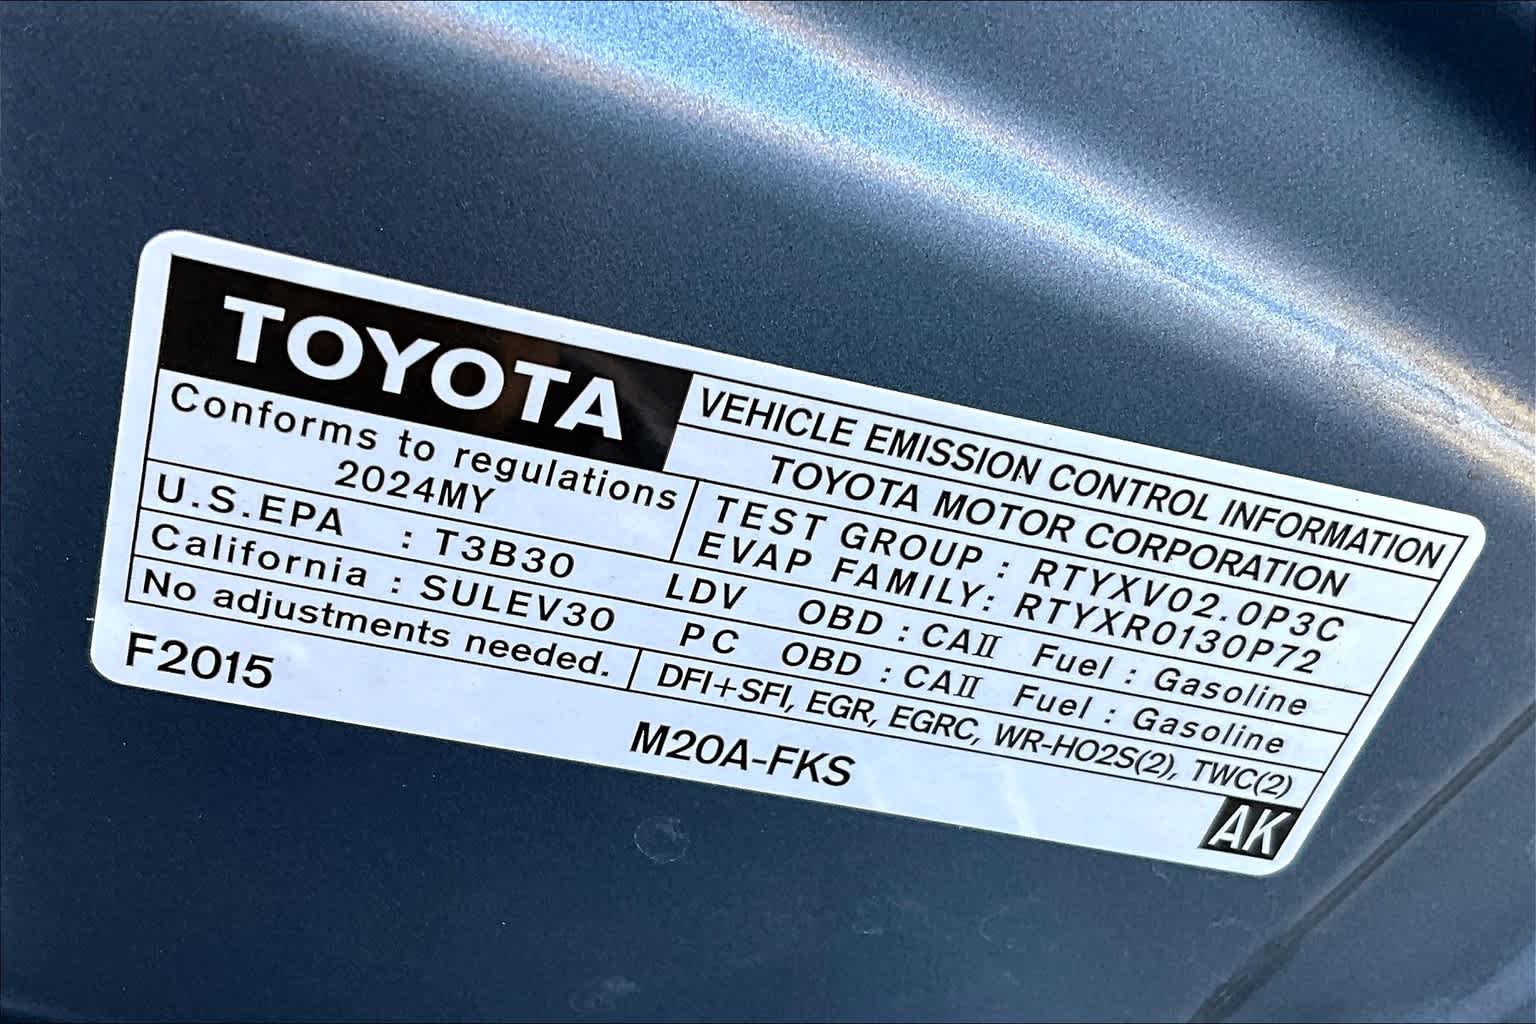 TOYOTA
VEHICLE EMISSION CONTROL INFORMATION
TOYOTA MOTOR CORPORATION
Conforms to regulations
2024MY
TEST GROUP : RTYXV02.0P3C
EVAP FAMILY: RTYXR0130P72
U.S.EPA : T3B30 LDV OBD : CAⅡ Fuel : Gasoline
California : SULEV30 PC OBD : CAⅡ Fuel : Gasoline
No adjustments needed. DFI+SFI, EGR, EGRC, WR-HO2S(2), TWC(2)
F2015 M20A-FKS AK